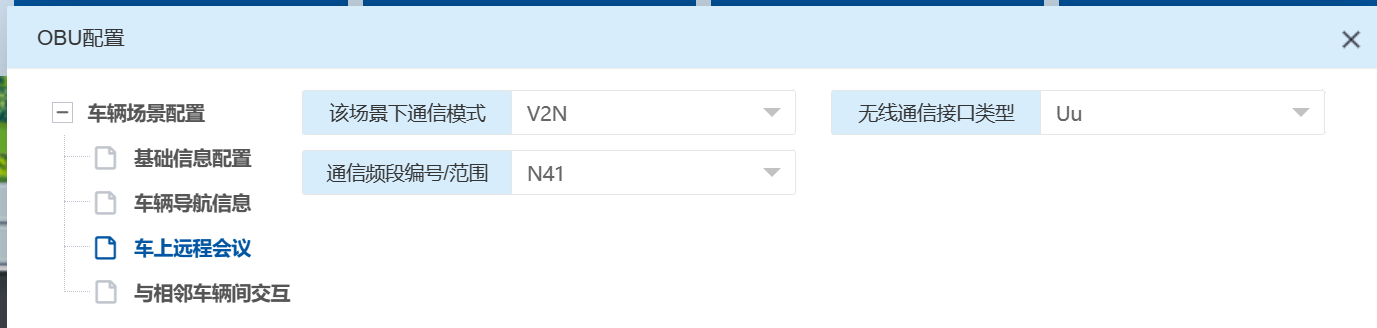 OBU配置
车辆场景配置
基础信息配置
车辆导航信息
车上远程会议
与相邻车辆间交互
该场景下通信模式 V2N
无线通信接口类型 Uu
通信频段编号/范围 N41